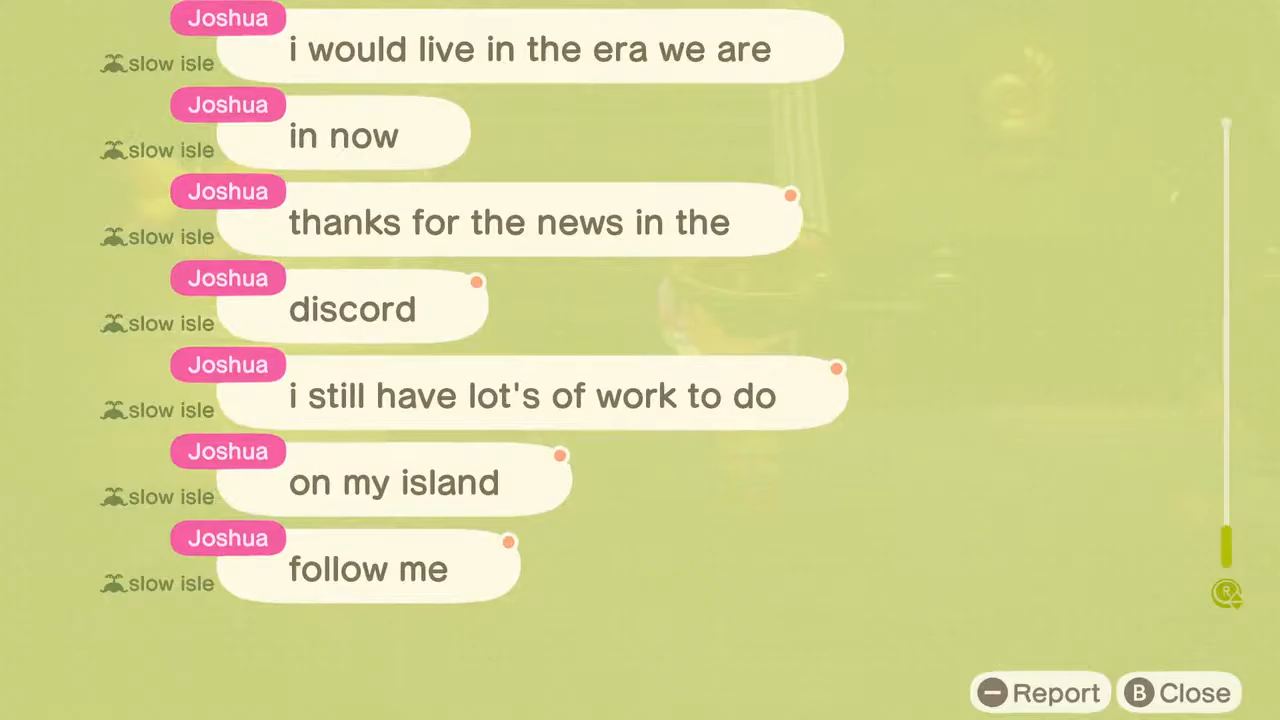 Joshua
slow isle
i would live in the era we are
Joshua
slow isle
in now
Joshua
slow isle
thanks for the news in the
Joshua
slow isle
discord
Joshua
slow isle
i still have lot's of work to do
Joshua
slow isle
on my island
Joshua
slow isle
follow me
R
Report
B Close